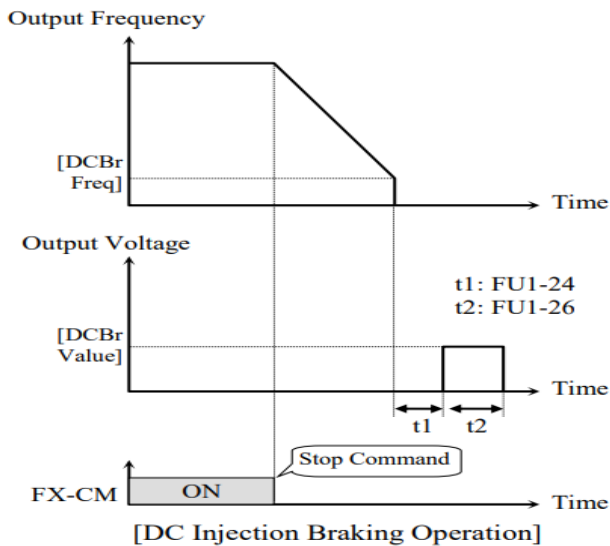 Output Frequency
[DCBr
Freq]
Time
Output Voltage
t1: FU1-24
t2: FU1-26
[DCBr
Value]
Time
t1
t2
Stop Command
FX-CM
ON
Time
[DC Injection Braking Operation]